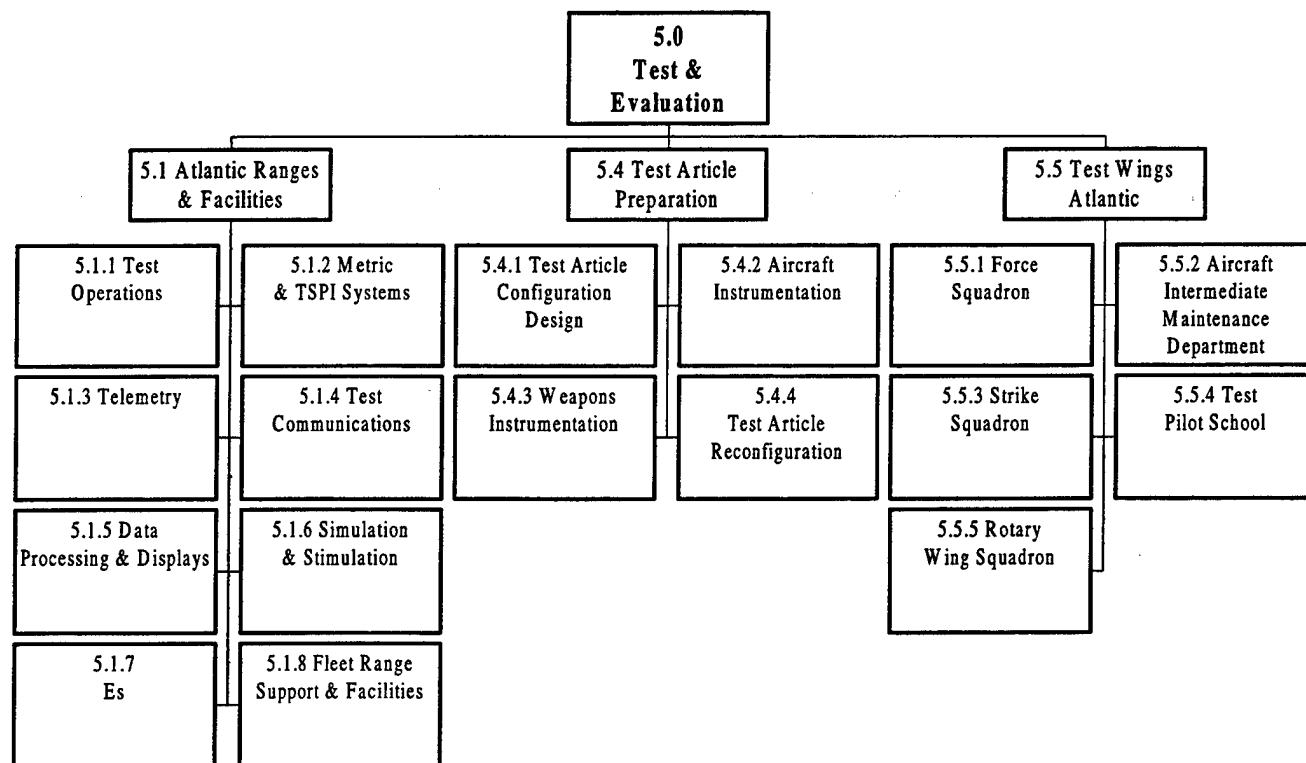 5.0
Test &
Evaluation
5.1 Atlantic Ranges
& Facilities
5.4 Test Article
Preparation
5.5 Test Wings
Atlantic
5.1.1 Test
Operations
5.1.2 Metric
& TSPI Systems
5.4.1 Test Article
Configuration
Design
5.4.2 Aircraft
Instrumentation
5.5.1 Force
Squadron
5.5.2 Aircraft
Intermediate
Maintenance
Department
5.1.3 Telemetry
5.1.4 Test
Communications
5.4.3 Weapons
Instrumentation
5.4.4
Test Article
Reconfiguration
5.5.3 Strike
Squadron
5.5.4 Test
Pilot School
5.1.5 Data
Processing & Displays
5.1.6 Simulation
& Stimulation
5.5.5 Rotary
Wing Squadron
5.1.7
Es
5.1.8 Fleet Range
Support & Facilities